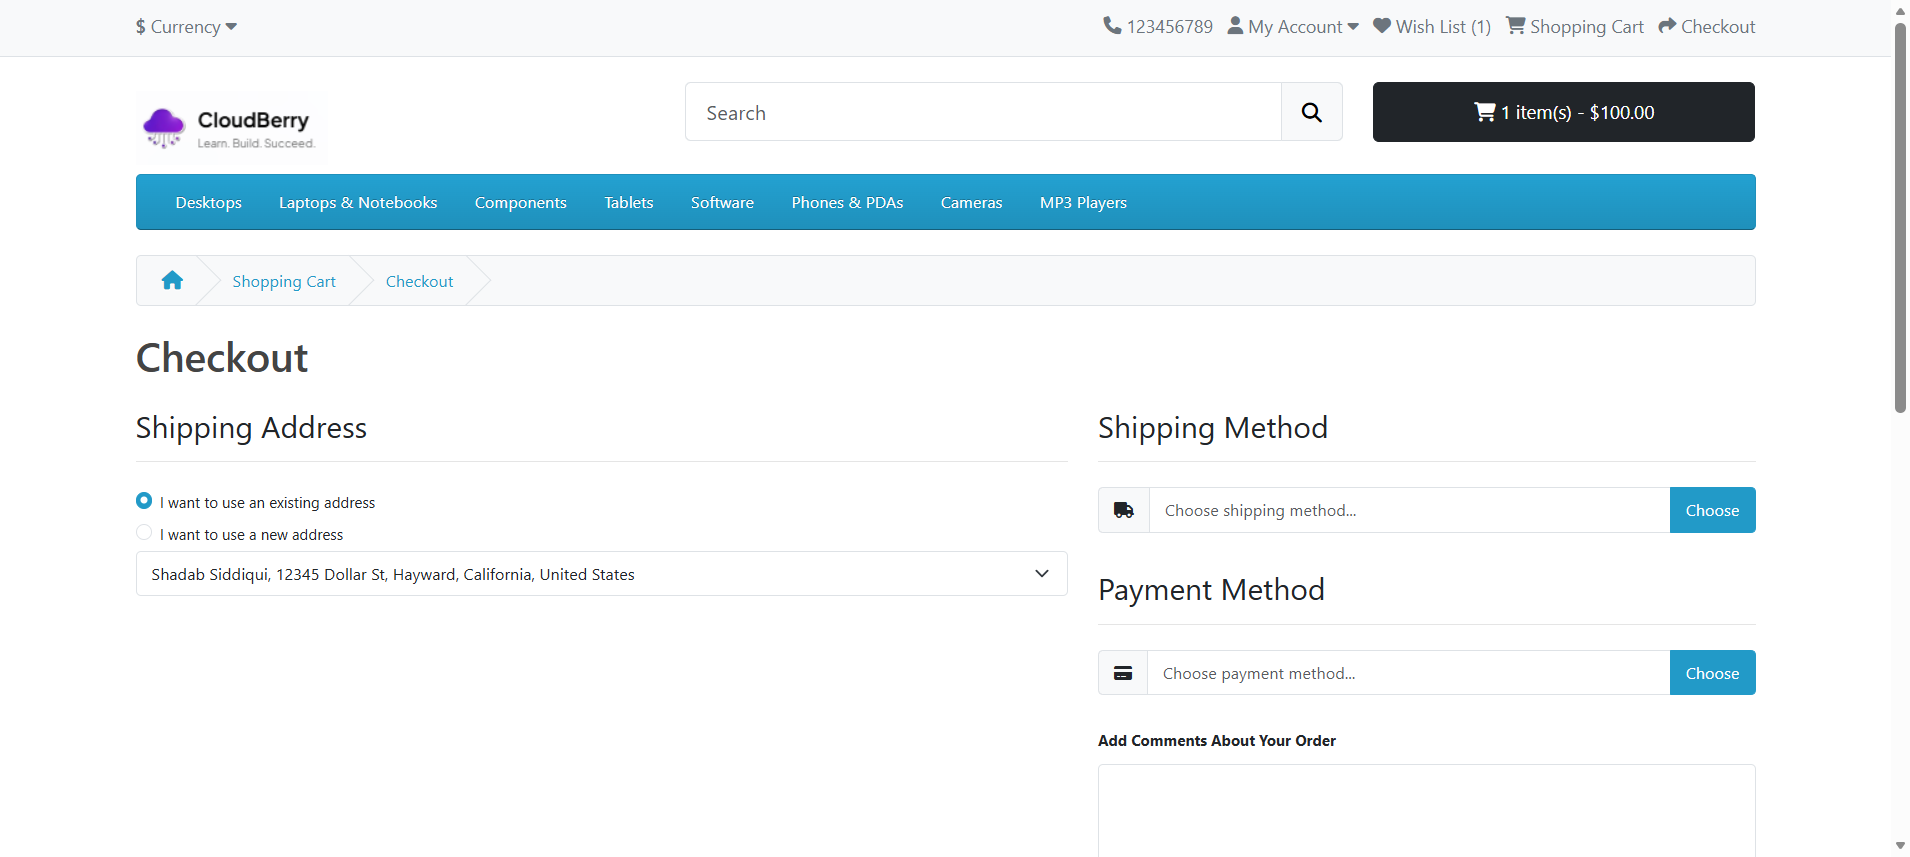 $ Currency
123456789 My Account Wish List (1) Shopping Cart Checkout
CloudBerry
Learn. Build. Succeed.
Search
1 item(s) - $100.00
Desktops Laptops & Notebooks Components Tablets Software Phones & PDAs Cameras MP3 Players
Shopping Cart Checkout
Checkout
Shipping Address
I want to use an existing address
I want to use a new address
Shadab Siddiqui, 12345 Dollar St, Hayward, California, United States
Shipping Method
Choose shipping method... Choose
Payment Method
Choose payment method... Choose
Add Comments About Your Order